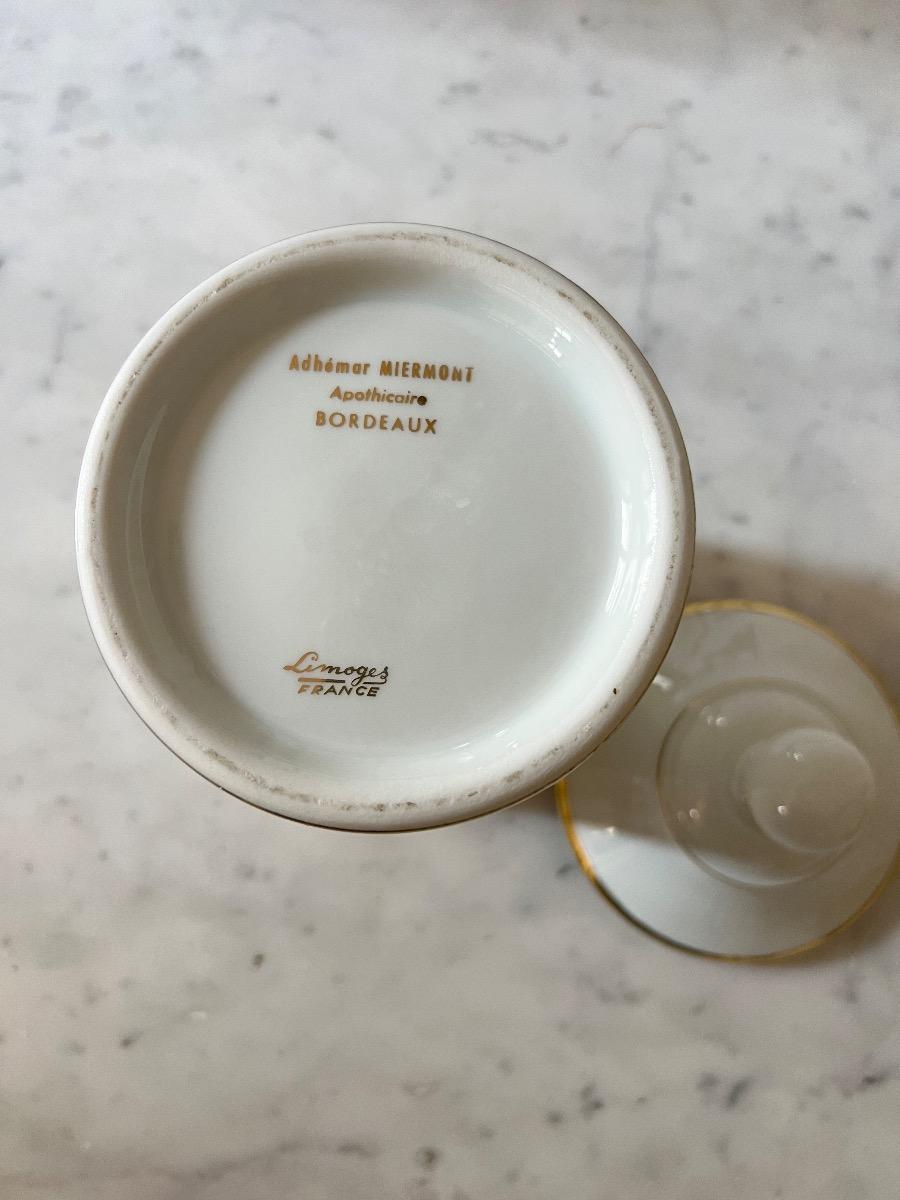 Adhémar MIERMONT
Apothicaire
BORDEAUX
Limoges
FRANCE